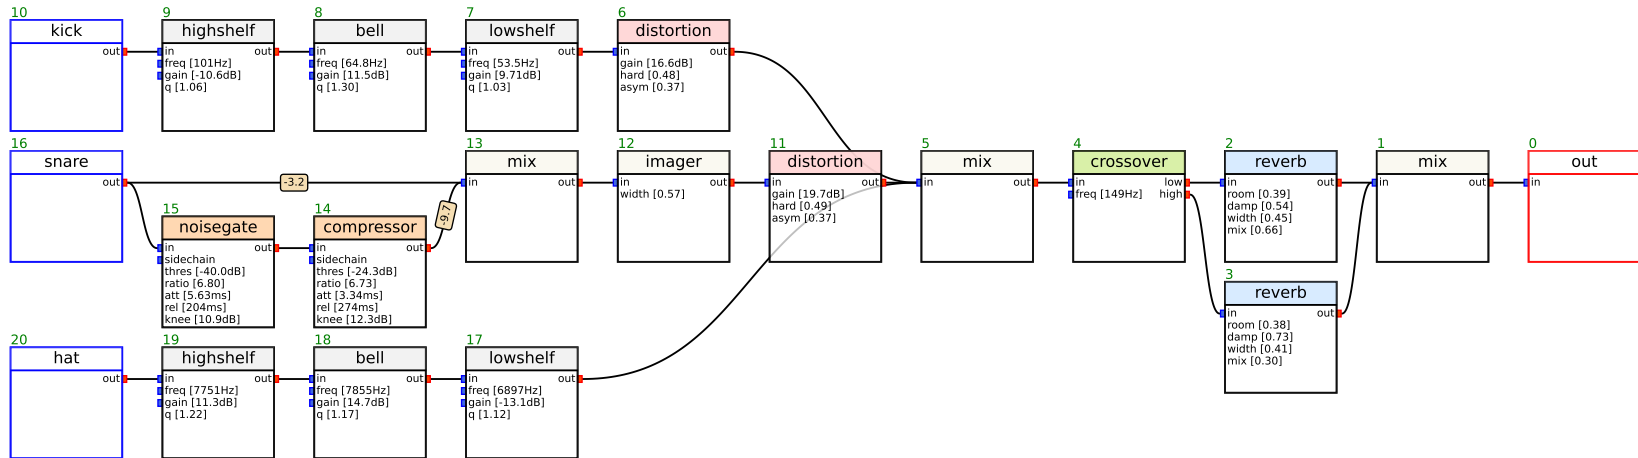 10
kick
out
9
highshelf
in out
freq [101Hz]
gain [-10.6dB]
q [1.06]
8
bell
in out
freq [64.8Hz]
gain [11.5dB]
q [1.30]
7
lowshelf
in out
freq [53.5Hz]
gain [9.71dB]
q [1.03]
6
distortion
in out
gain [16.6dB]
hard [0.48]
asym [0.37]
16
snare
out
-3.2
15
noisegate
in out
sidechain
thres [-40.0dB]
ratio [6.80]
att [5.63ms]
rel [204ms]
knee [10.9dB]
14
compressor
in out
sidechain
thres [-24.3dB]
ratio [6.73]
att [3.34ms]
rel [274ms]
knee [12.3dB]
-9.7
13
mix
in out
12
imager
in out
width [0.57]
11
distortion
in out
gain [19.7dB]
hard [0.49]
asym [0.37]
5
mix
in out
4
crossover
in low
freq [149Hz] high
2
reverb
in out
room [0.39]
damp [0.54]
width [0.45]
mix [0.66]
3
reverb
in out
room [0.38]
damp [0.73]
width [0.41]
mix [0.30]
1
mix
in out
0
out
in
20
hat
out
19
highshelf
in out
freq [7751Hz]
gain [11.3dB]
q [1.22]
18
bell
in out
freq [7855Hz]
gain [14.7dB]
q [1.17]
17
lowshelf
in out
freq [6897Hz]
gain [-13.1dB]
q [1.12]